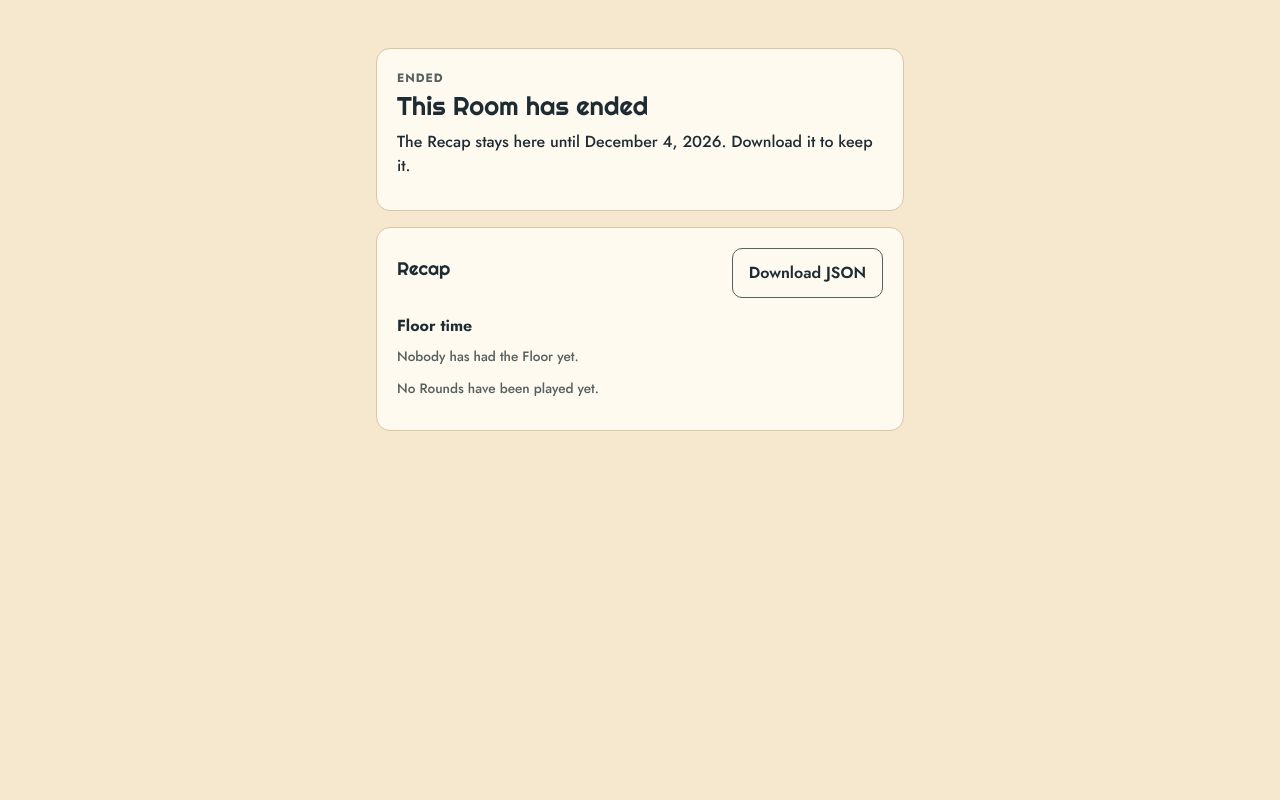 ENDED
This Room has ended
The Recap stays here until December 4, 2026. Download it to keep
it.
Recap
Download JSON
Floor time
Nobody has had the Floor yet.
No Rounds have been played yet.